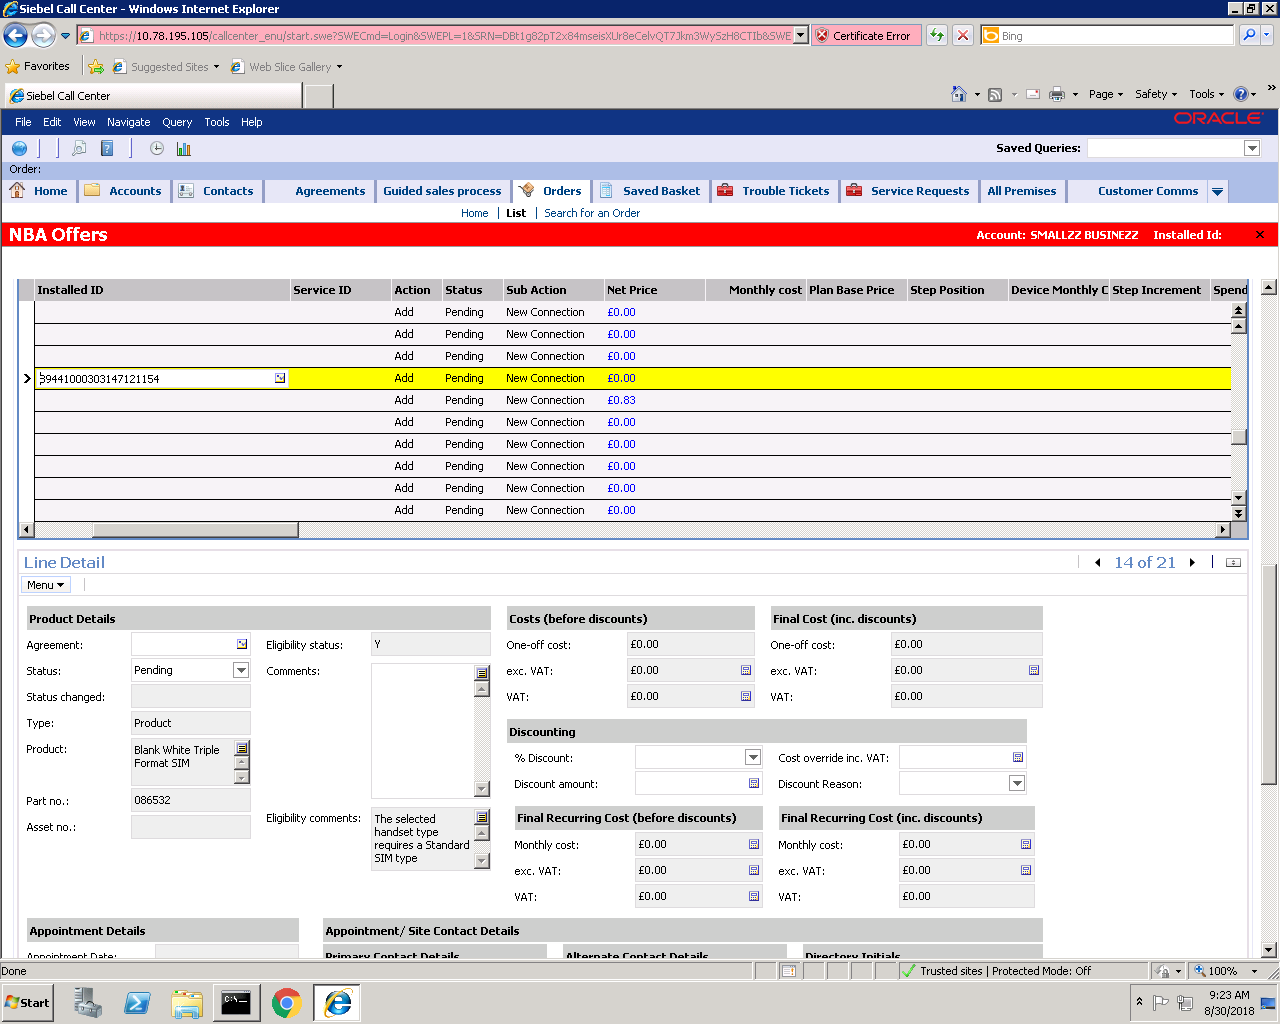 Siebel Call Center - Windows Internet Explorer
https://10.78.195.105/callcenter_enu/start.swe?SWECmd=Login&SWEPL=1&SRN=DBt1g82pT2x84mseisXUr8eCelvQT7Jkm3WySzH8CTIb&SWE
Certificate Error
Bing
Favorites
Suggested Sites
Web Slice Gallery
Siebel Call Center
Page
Safety
Tools
File Edit View Navigate Query Tools Help
ORACLE
Saved Queries:
Order:
Home
Accounts
Contacts
Agreements
Guided sales process
Orders
Saved Basket
Trouble Tickets
Service Requests
All Premises
Customer Comms
Home | List | Search for an Order
NBA Offers
Account: SMALLZZ BUSINEZZ Installed Id:
Installed ID Service ID Action Status Sub Action Net Price Monthly cost Plan Base Price Step Position Device Monthly C Step Increment Spend
Add Pending New Connection £0.00
Add Pending New Connection £0.00
Add Pending New Connection £0.00
39441000303147121154 Add Pending New Connection £0.00
Add Pending New Connection £0.83
Add Pending New Connection £0.00
Add Pending New Connection £0.00
Add Pending New Connection £0.00
Add Pending New Connection £0.00
Add Pending New Connection £0.00
Line Detail
14 of 21
Menu
Product Details
Agreement:
Status: Pending
Status changed:
Type: Product
Product: Blank White Triple
Format SIM
Part no.: 086532
Asset no.:
Eligibility status: Y
Comments:
Eligibility comments: The selected
handset type
requires a Standard
SIM type
Costs (before discounts)
One-off cost: £0.00
exc. VAT: £0.00
VAT: £0.00
Final Cost (inc. discounts)
One-off cost: £0.00
exc. VAT: £0.00
VAT: £0.00
Discounting
% Discount:
Discount amount:
Cost override inc. VAT:
Discount Reason:
Final Recurring Cost (before discounts)
Monthly cost: £0.00
exc. VAT: £0.00
VAT: £0.00
Final Recurring Cost (inc. discounts)
Monthly cost: £0.00
exc. VAT: £0.00
VAT: £0.00
Appointment Details
Appointment Date:
Appointment/ Site Contact Details
Primary Contact Details
Alternate Contact Details
Directory Initials
Done
Trusted sites | Protected Mode: Off
100%
Start
C:\
9:23 AM
8/30/2018